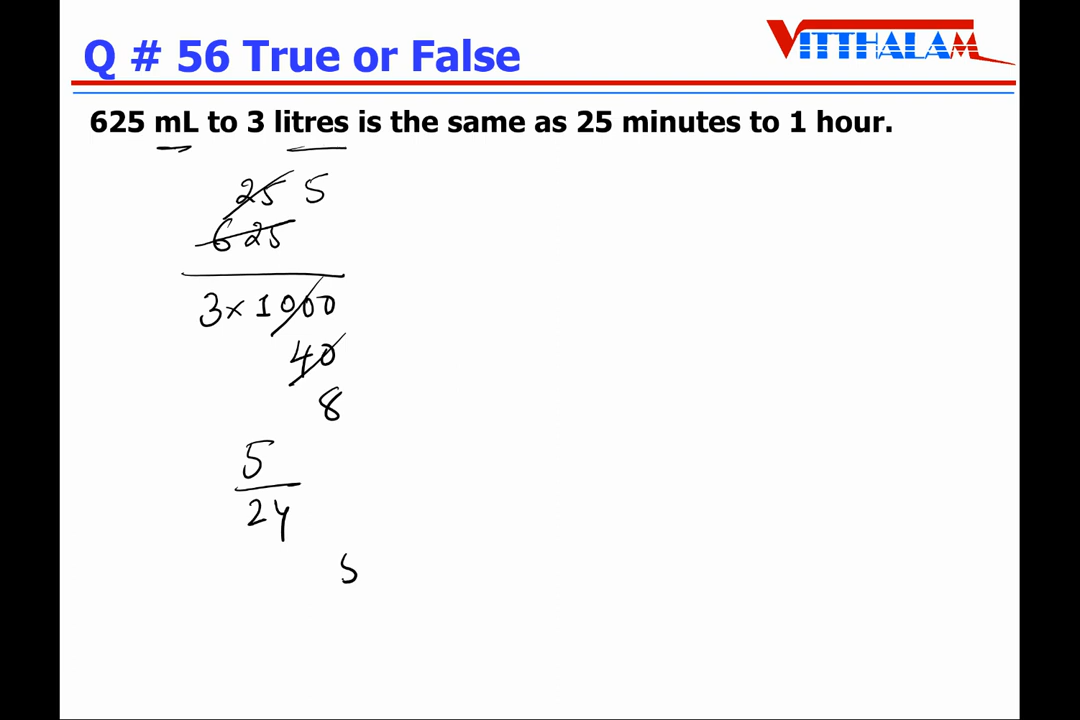 Q # 56 True or False
VITTHALAM
625 mL to 3 litres is the same as 25 minutes to 1 hour.
25 5
625
3 × 1000
40
8
5
24
5